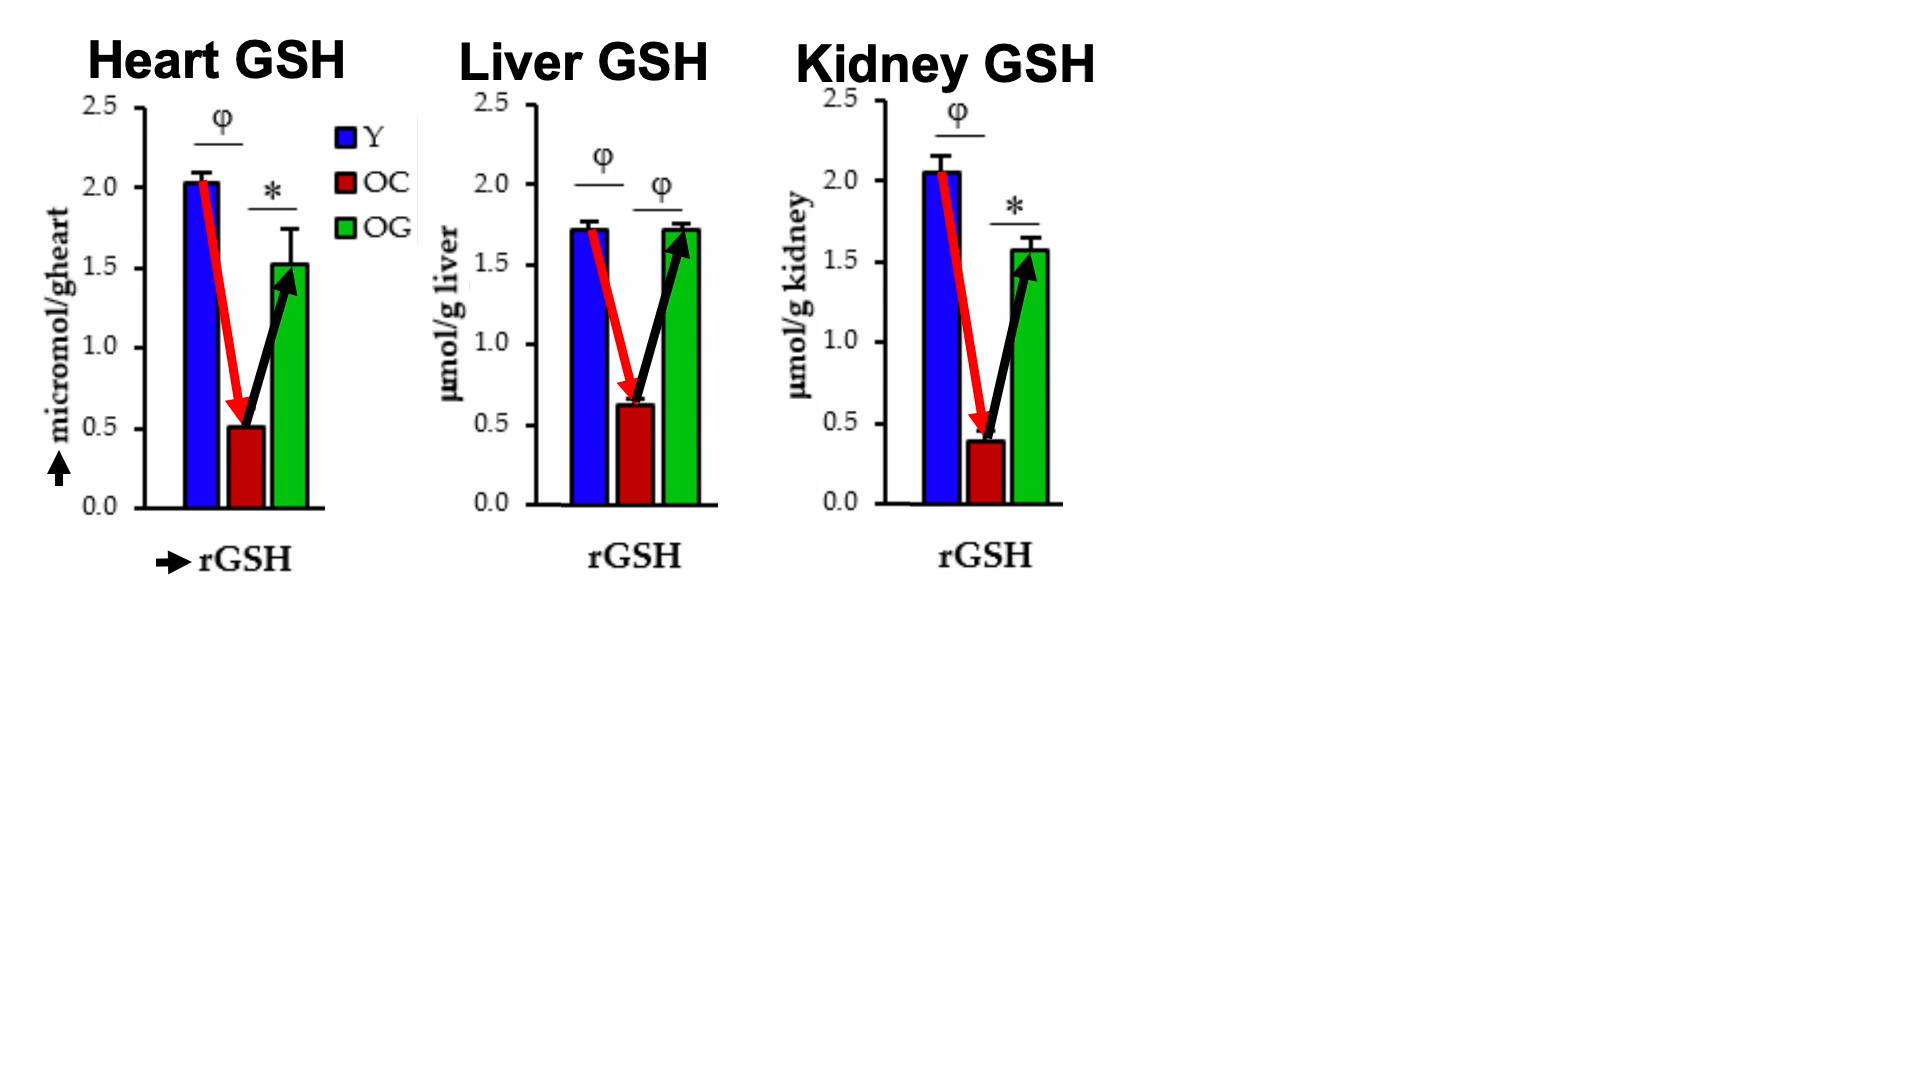 Heart GSH
2.5
2.0
1.5
1.0
0.5
0.0
micromol/gheart
φ
*
Y
OC
OG
rGSH
Liver GSH
2.5
2.0
1.5
1.0
0.5
0.0
μmol/g liver
φ
φ
rGSH
Kidney GSH
2.5
2.0
1.5
1.0
0.5
0.0
μmol/g kidney
φ
*
rGSH